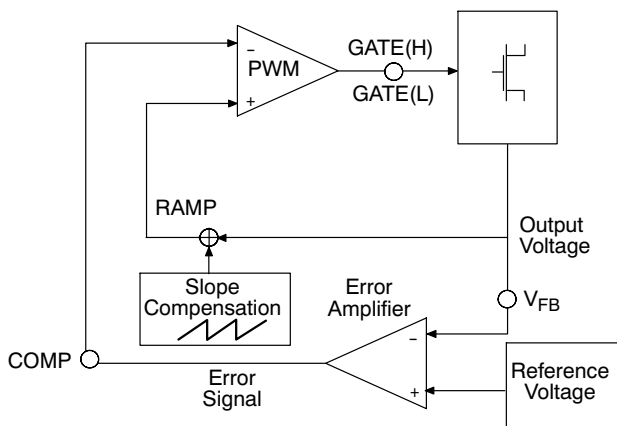 GATE(H)
−
PWM
GATE(L)
+
RAMP
Output
Voltage
Slope
Compensation
Error
Amplifier
VFB
−
COMP
Error
Signal
+
Reference
Voltage